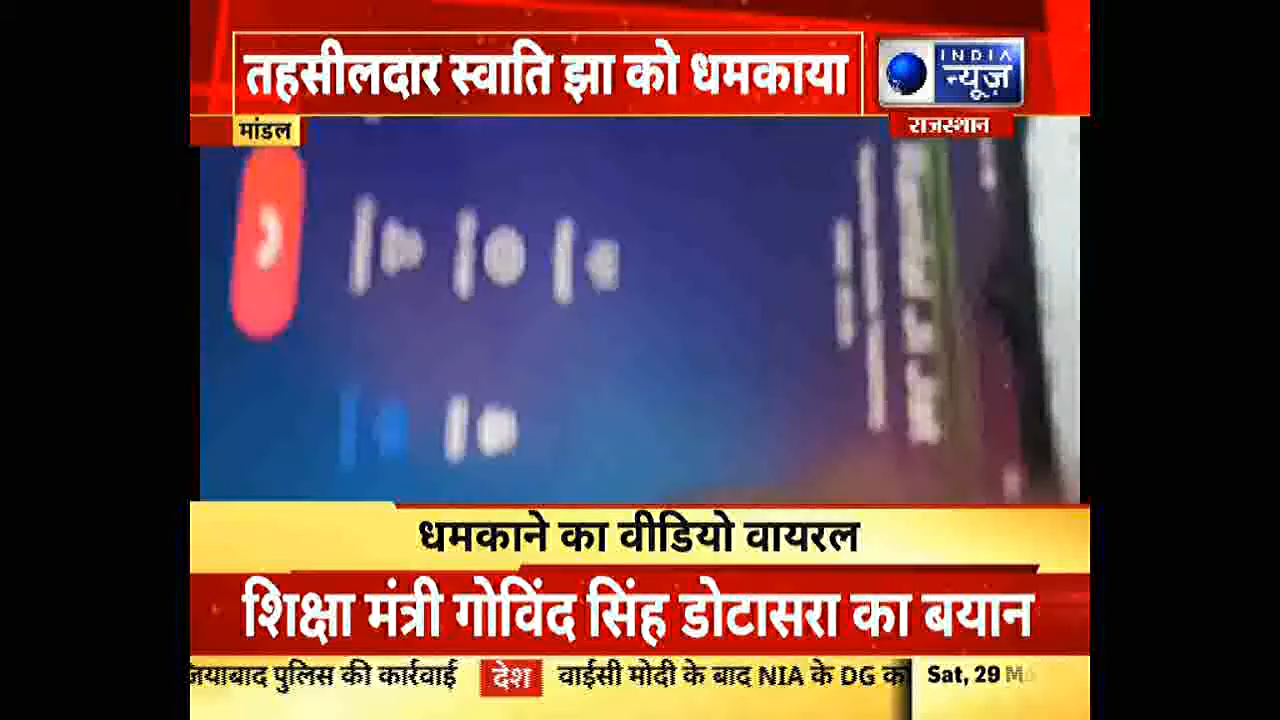 तहसीलदार स्वाति झा को धमकाया
INDIA
न्यूज़
राजस्थान
मांडल
धमकाने का वीडियो वायरल
शिक्षा मंत्री गोविंद सिंह डोटासरा का बयान
जियाबाद पुलिस की कार्रवाई देश वाईसी मोदी के बाद NIA के DG Sat, 29